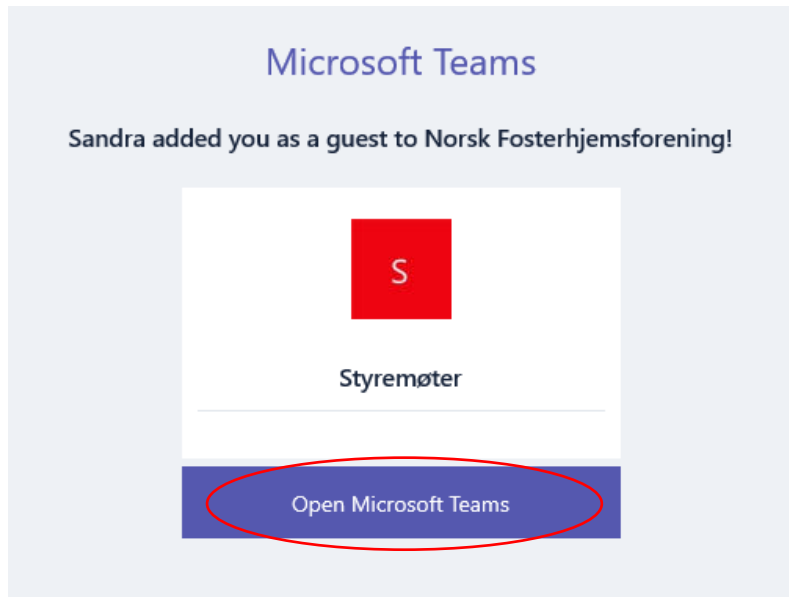 Microsoft Teams
Sandra added you as a guest to Norsk Fosterhjemsforening!
S
Styremøter
Open Microsoft Teams